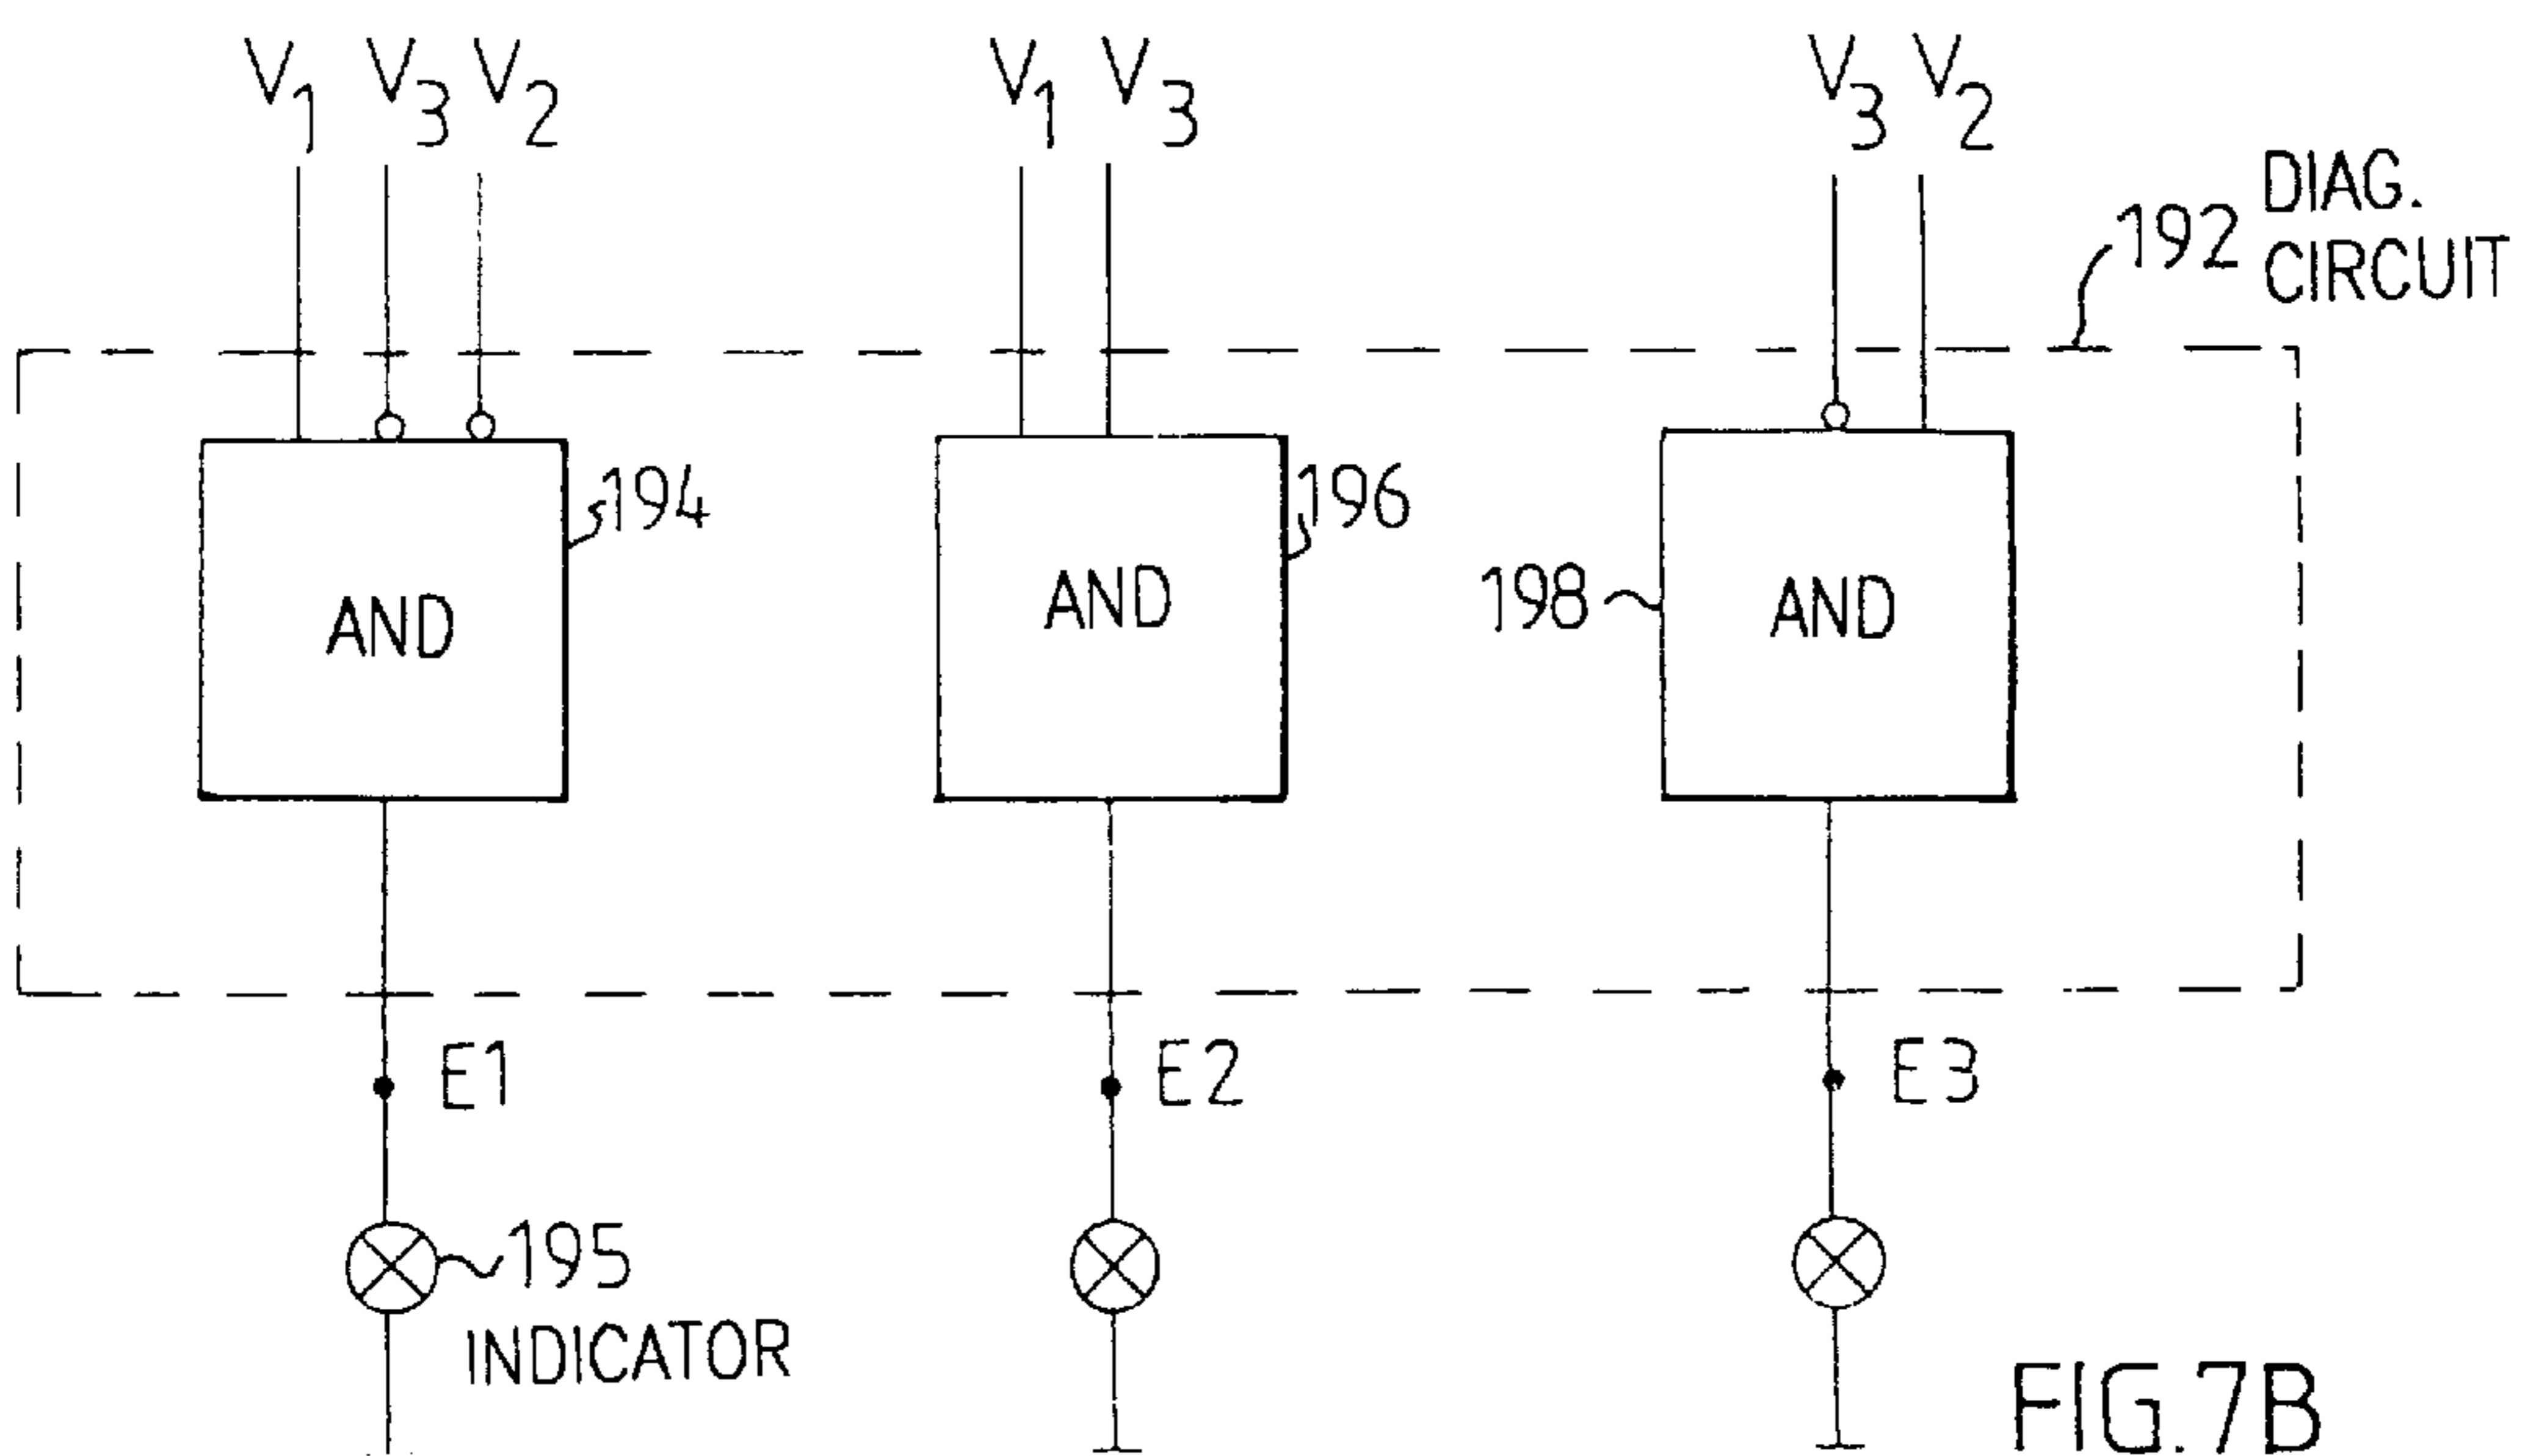 V1 V3 V2
V1 V3
V3 V2
192 DIAG.
CIRCUIT
194
196
198
AND
AND
AND
E1
E2
E3
195
INDICATOR
FIG.7B